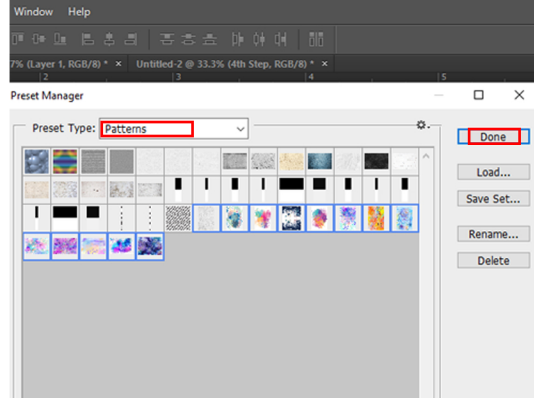 Window Help
7% (Layer 1, RGB/8) * × Untitled-2 @ 33.3% (4th Step, RGB/8) * ×
2 3 4 5
Preset Manager
Preset Type: Patterns
Done
Load...
Save Set...
Rename...
Delete